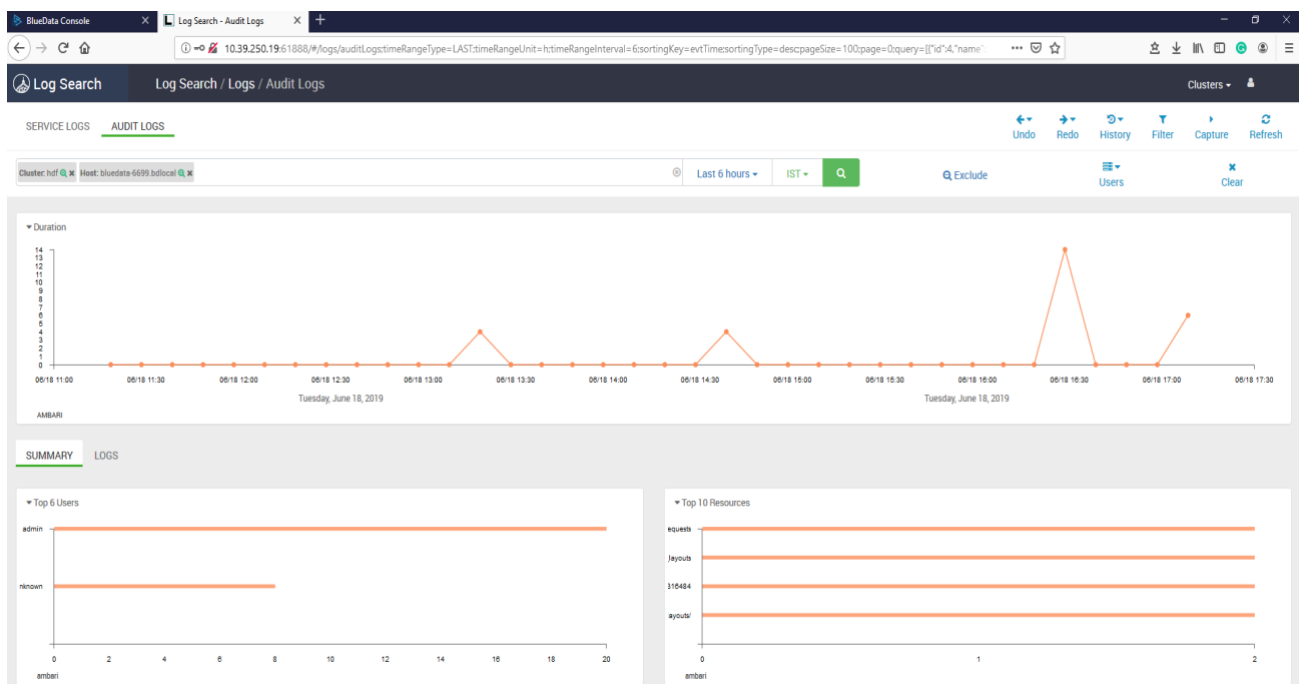 BlueData Console
Log Search - Audit Logs
10.39.250.19:61888/#/logs/auditLogs;timeRangeType=LAST;timeRangeUnit=h;timeRangeInterval=6;sortingKey=evtTime;sortingType=desc;pageSize=100;page=0;query=[{"id":4,"name":
Log Search
Log Search / Logs / Audit Logs
Clusters
SERVICE LOGS AUDIT LOGS
Undo Redo History Filter Capture Refresh
Cluster: hdf Host: bluedata-6699.bdlocal
Last 6 hours IST
Exclude
Users
Clear
Duration
14
13
12
11
10
9
8
7
6
5
4
3
2
1
0
06/18 11:00 06/18 11:30 06/18 12:00 06/18 12:30 06/18 13:00 06/18 13:30 06/18 14:00 06/18 14:30 06/18 15:00 06/18 15:30 06/18 16:00 06/18 16:30 06/18 17:00 06/18 17:30
Tuesday, June 18, 2019 Tuesday, June 18, 2019
AMBARI
SUMMARY LOGS
Top 6 Users
admin
nknown
0 2 4 6 8 10 12 14 16 18 20
ambari
Top 10 Resources
equests
layouts
316484
ayouts/
0 1 2
ambari